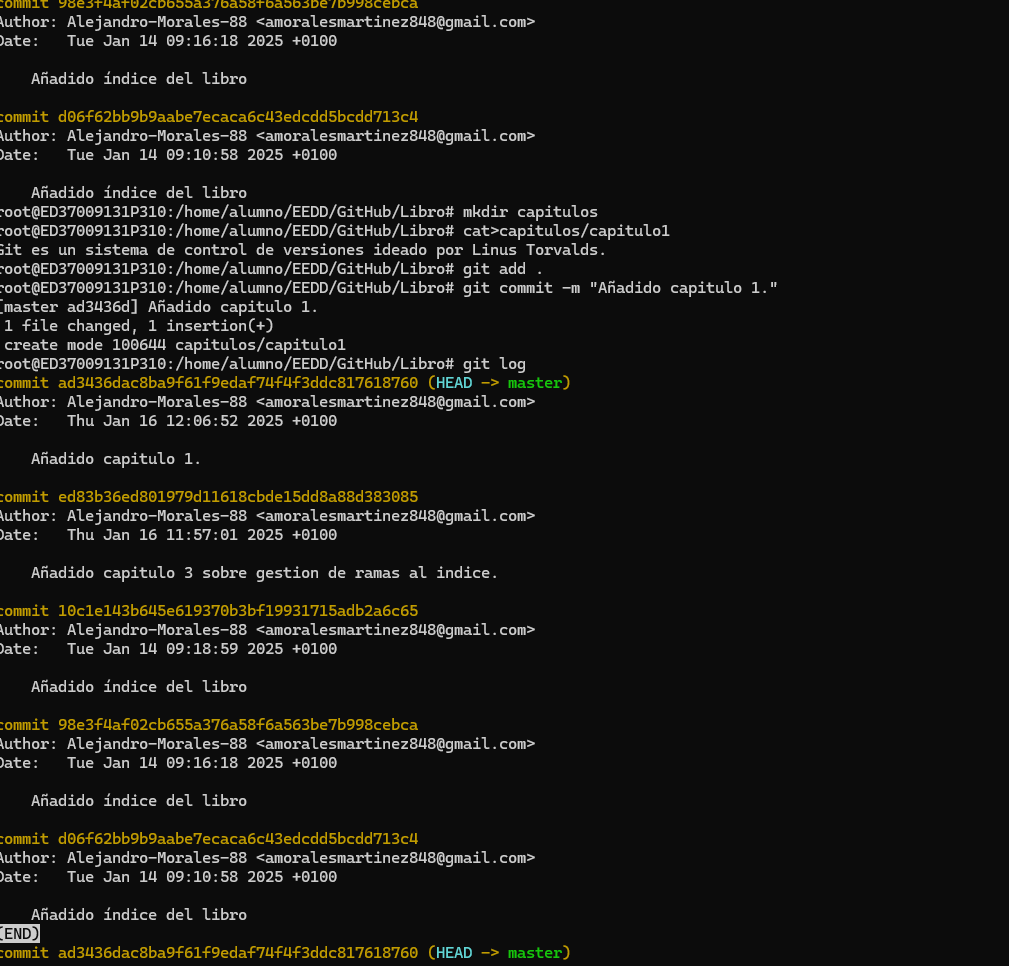 commit 98e3f4af02cb655a376a58f6a563be7b998cebca
Author: Alejandro-Morales-88 <amoralesmartinez848@gmail.com>
Date:   Tue Jan 14 09:16:18 2025 +0100
Añadido índice del libro
commit d06f62bb9b9aabe7ecaca6c43edcdd5bcdd713c4
Author: Alejandro-Morales-88 <amoralesmartinez848@gmail.com>
Date:   Tue Jan 14 09:10:58 2025 +0100
Añadido índice del libro
root@ED37009131P310:/home/alumno/EEDD/GitHub/Libro# mkdir capitulos
root@ED37009131P310:/home/alumno/EEDD/GitHub/Libro# cat>capitulos/capitulo1
Git es un sistema de control de versiones ideado por Linus Torvalds.
root@ED37009131P310:/home/alumno/EEDD/GitHub/Libro# git add .
root@ED37009131P310:/home/alumno/EEDD/GitHub/Libro# git commit -m "Añadido capitulo 1."
[master ad3436d] Añadido capitulo 1.
1 file changed, 1 insertion(+)
create mode 100644 capitulos/capitulo1
root@ED37009131P310:/home/alumno/EEDD/GitHub/Libro# git log
commit ad3436dac8ba9f61f9edaf74f4f3ddc817618760 (HEAD -> master)
Author: Alejandro-Morales-88 <amoralesmartinez848@gmail.com>
Date:   Thu Jan 16 12:06:52 2025 +0100
Añadido capitulo 1.
commit ed83b36ed801979d11618cbde15dd8a88d383085
Author: Alejandro-Morales-88 <amoralesmartinez848@gmail.com>
Date:   Thu Jan 16 11:57:01 2025 +0100
Añadido capitulo 3 sobre gestion de ramas al indice.
commit 10c1e143b645e619370b3bf19931715adb2a6c65
Author: Alejandro-Morales-88 <amoralesmartinez848@gmail.com>
Date:   Tue Jan 14 09:18:59 2025 +0100
Añadido índice del libro
commit 98e3f4af02cb655a376a58f6a563be7b998cebca
Author: Alejandro-Morales-88 <amoralesmartinez848@gmail.com>
Date:   Tue Jan 14 09:16:18 2025 +0100
Añadido índice del libro
commit d06f62bb9b9aabe7ecaca6c43edcdd5bcdd713c4
Author: Alejandro-Morales-88 <amoralesmartinez848@gmail.com>
Date:   Tue Jan 14 09:10:58 2025 +0100
Añadido índice del libro
(END)
commit ad3436dac8ba9f61f9edaf74f4f3ddc817618760 (HEAD -> master)